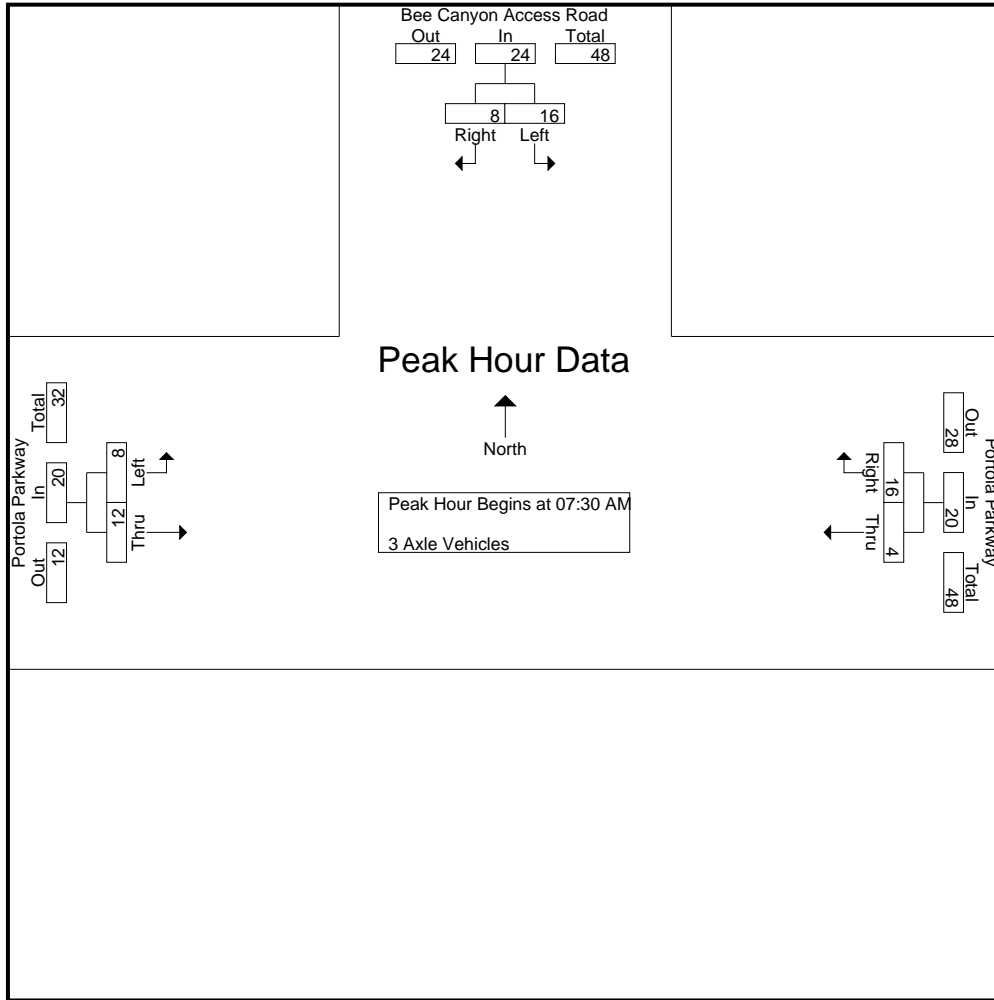 Bee Canyon Access Road
Out In Total
24 24 48
8 16
Right Left
Peak Hour Data
North
Peak Hour Begins at 07:30 AM
3 Axle Vehicles
Portola Parkway
Out In Total
12 20 32
8 12
Left Thru
Portola Parkway
Out In Total
28 20 48
16 4
Right Thru